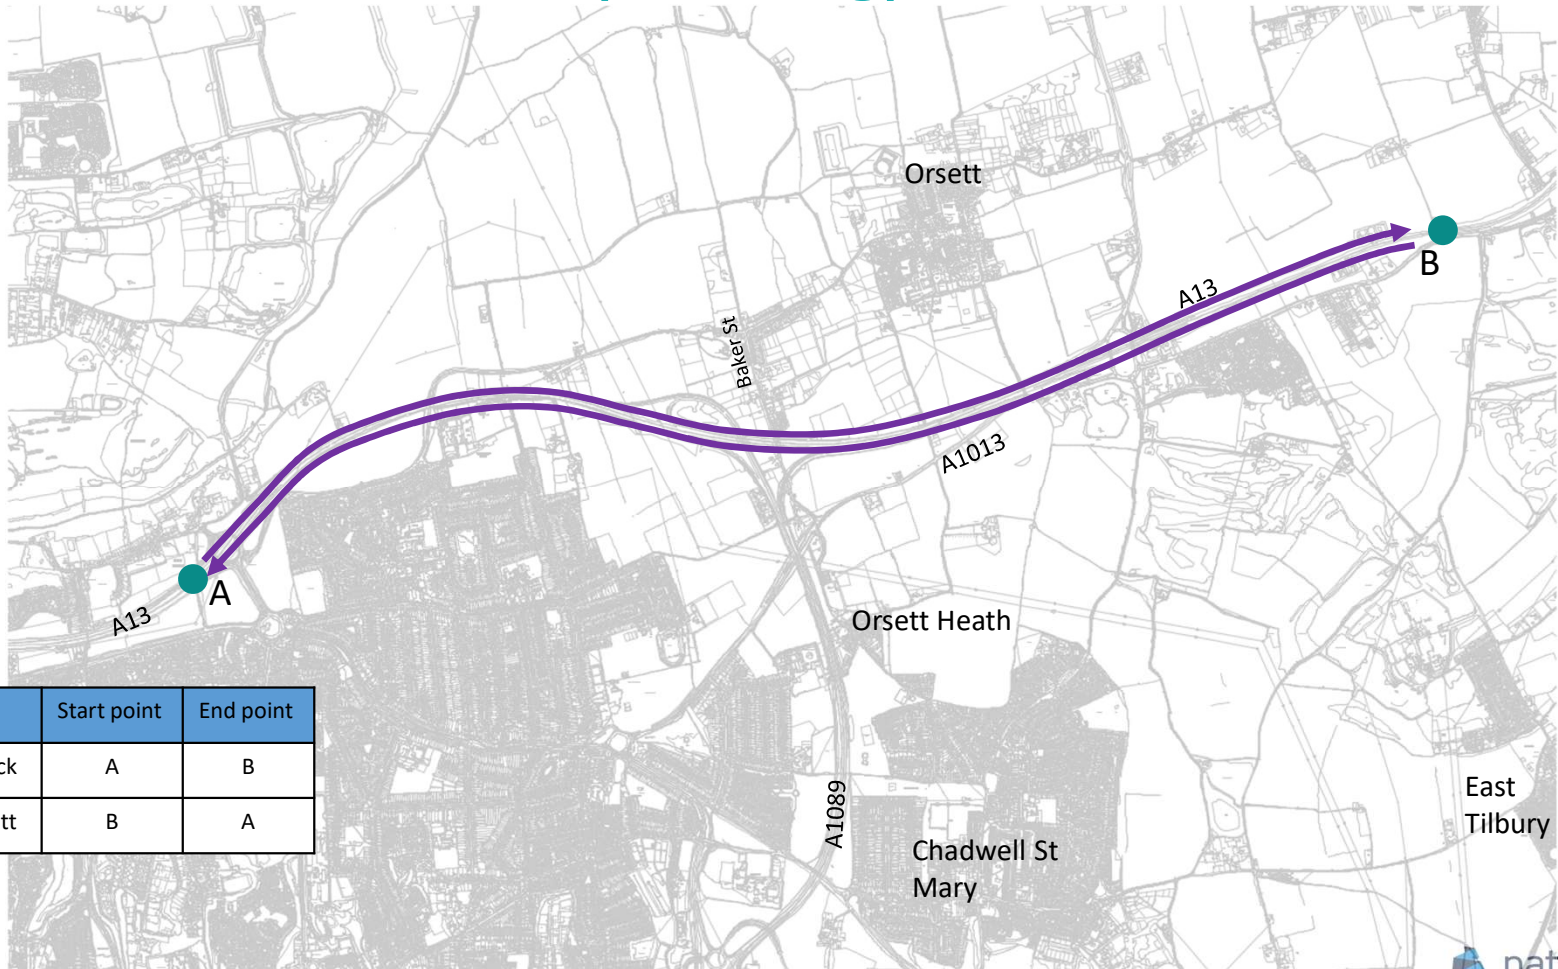 Orsett
B
A13
Baker St
A1013
A
A13
Orsett Heath
Start point End point
ck A B
tt B A
A1089
East
Tilbury
Chadwell St
Mary
nat